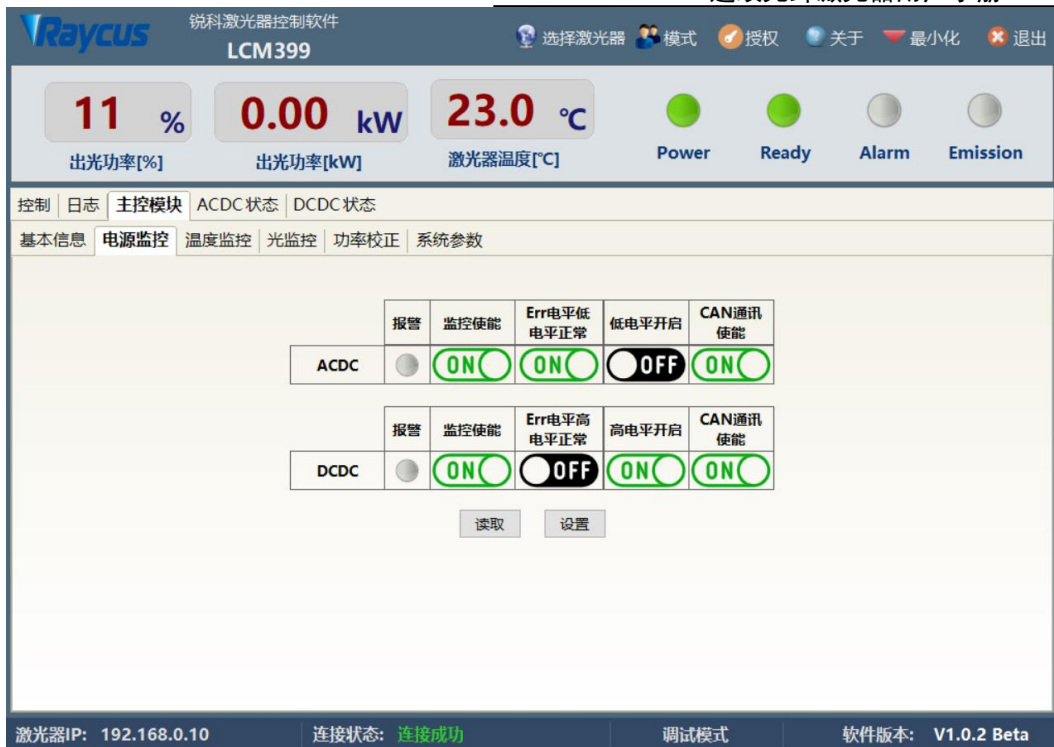 Raycus
锐科激光器控制软件
LCM399
选择激光器 模式 授权 关于 最小化 退出
11 % 0.00 kW 23.0 ℃
出光功率[%] 出光功率[kW] 激光器温度[℃] Power Ready Alarm Emission
控制 日志 主控模块 ACDC状态 DCDC状态
基本信息 电源监控 温度监控 光监控 功率校正 系统参数
报警 监控使能 Err电平低 低电平开启 CAN通讯
电平正常 使能
ACDC ON ON OFF ON
报警 监控使能 Err电平高 高电平开启 CAN通讯
电平正常 使能
DCDC ON OFF ON ON
读取 设置
激光器IP: 192.168.0.10 连接状态: 连接成功 调试模式 软件版本: V1.0.2 Beta